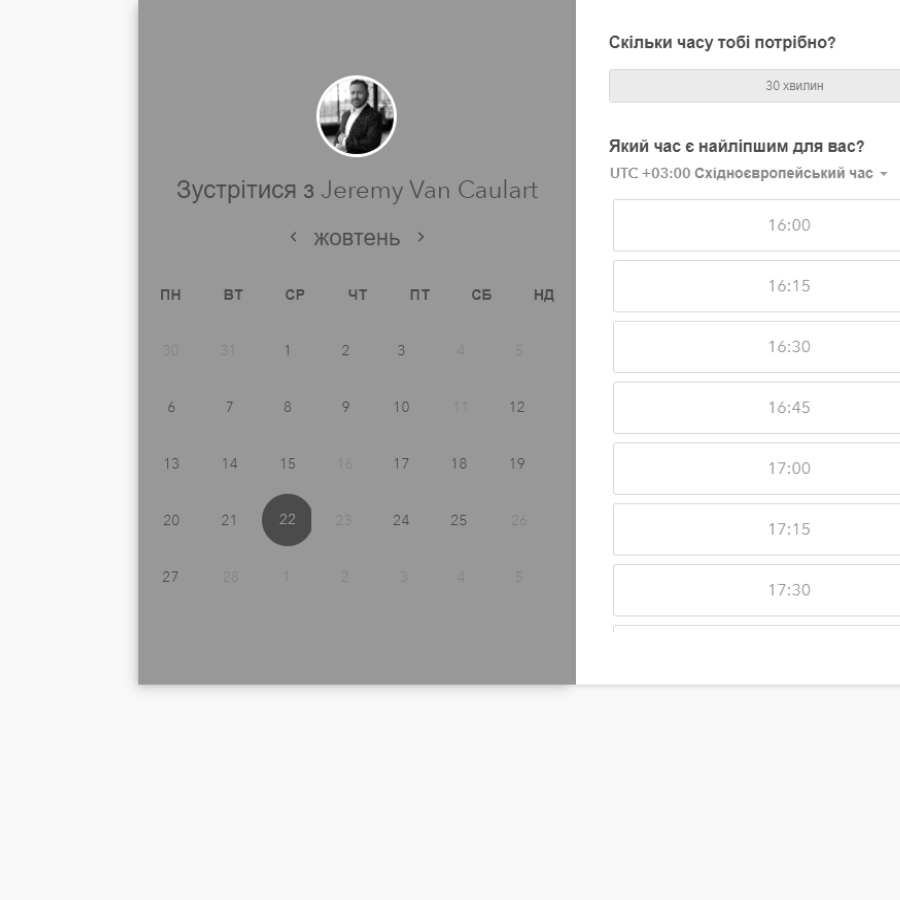 Зустрітися з Jeremy Van Caulart
жовтень
ПН ВТ СР ЧТ ПТ СБ НД
30 31 1 2 3 4 5
6 7 8 9 10 11 12
13 14 15 16 17 18 19
20 21 22 23 24 25 26
27 28 1 2 3 4 5
Скільки часу тобі потрібно?
30 хвилин
Який час є найліпшим для вас?
UTC +03:00 Східноєвропейський час
16:00
16:15
16:30
16:45
17:00
17:15
17:30